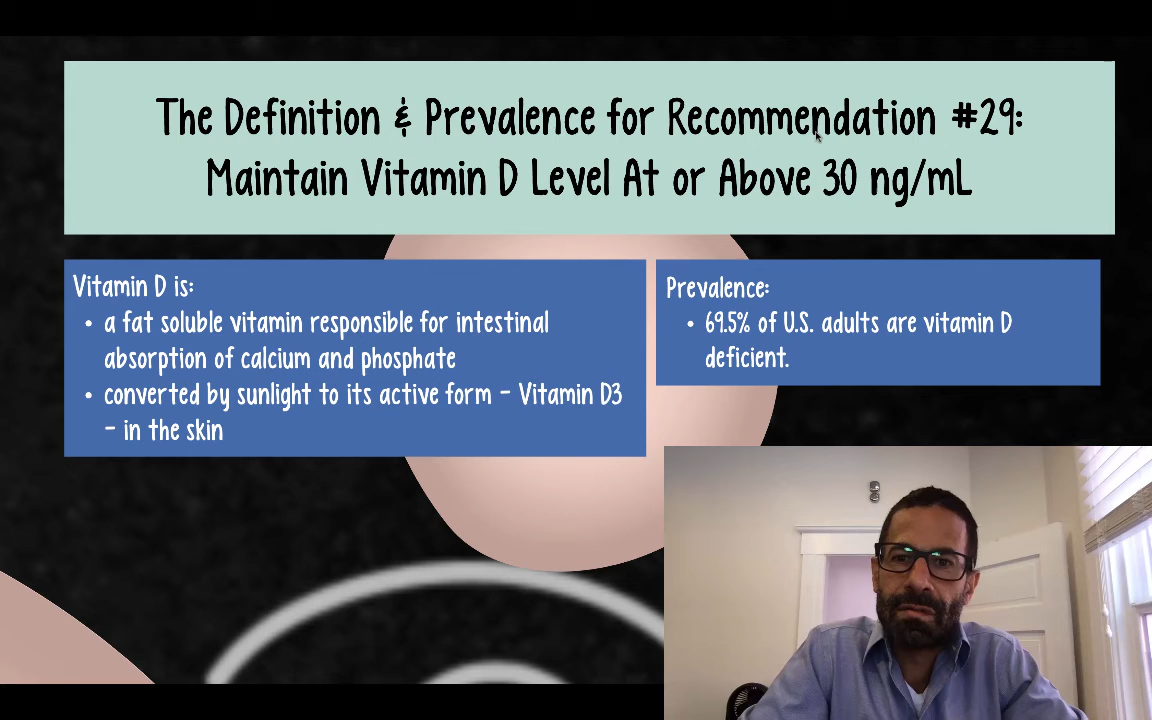 The Definition & Prevalence for Recommendation #29:
Maintain Vitamin D Level At or Above 30 ng/mL
Vitamin D is:
• a fat soluble vitamin responsible for intestinal
absorption of calcium and phosphate
• converted by sunlight to its active form - Vitamin D3
- in the skin
Prevalence:
• 69.5% of U.S. adults are vitamin D
deficient.